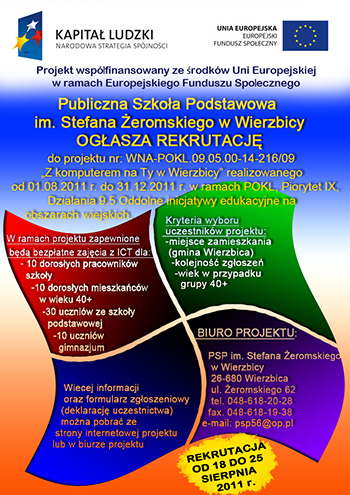 KAPITAŁ LUDZKI
NARODOWA STRATEGIA SPÓJNOŚCI
UNIA EUROPEJSKA
EUROPEJSKI
FUNDUSZ SPOŁECZNY
Projekt współfinansowany ze środków Uni Europejskiej
w ramach Europejskiego Funduszu Społecznego
Publiczna Szkoła Podstawowa
im. Stefana Żeromskiego w Wierzbicy
OGŁASZA REKRUTACJĘ
do projektu nr: WNA-POKL.09.05.00-14-216/09
„Z komputerem na Ty w Wierzbicy” realizowanego
od 01.08.2011 r. do 31.12.2011 r. w ramach POKL, Piorytet IX,
Działania 9.5 Oddolne inicjatywy edukacyjne na
obszarach wiejskich
W ramach projektu zapewnione
będą bezpłatne zajęcia z ICT dla:
- 10 dorosłych pracowników
szkoły
-10 dorosłych mieszkańców
w wieku 40+
-30 uczniów ze szkoły
podstawowej
-10 uczniów
gimnazjum
Kryteria wyboru
uczestników projektu:
-miejsce zamieszkania
(gmina Wierzbica)
-kolejność zgłoszeń
-wiek w przypadku
grupy 40+
Wiecej informacji
oraz formularz zgłoszeniowy
(deklarację uczestnictwa)
można pobrać ze
strony internetowej projektu
lub w biurze projektu
BIURO PROJEKTU:
PSP im. Stefana Żeromskiego
w Wierzbicy
26-680 Wierzbica
ul. Żeromskiego 62
tel. 048-618-20-28
fax. 048-618-19-38
e-mail: psp56@op.pl
REKRUTACJA
OD 18 DO 25
SIERPNIA
2011 r.